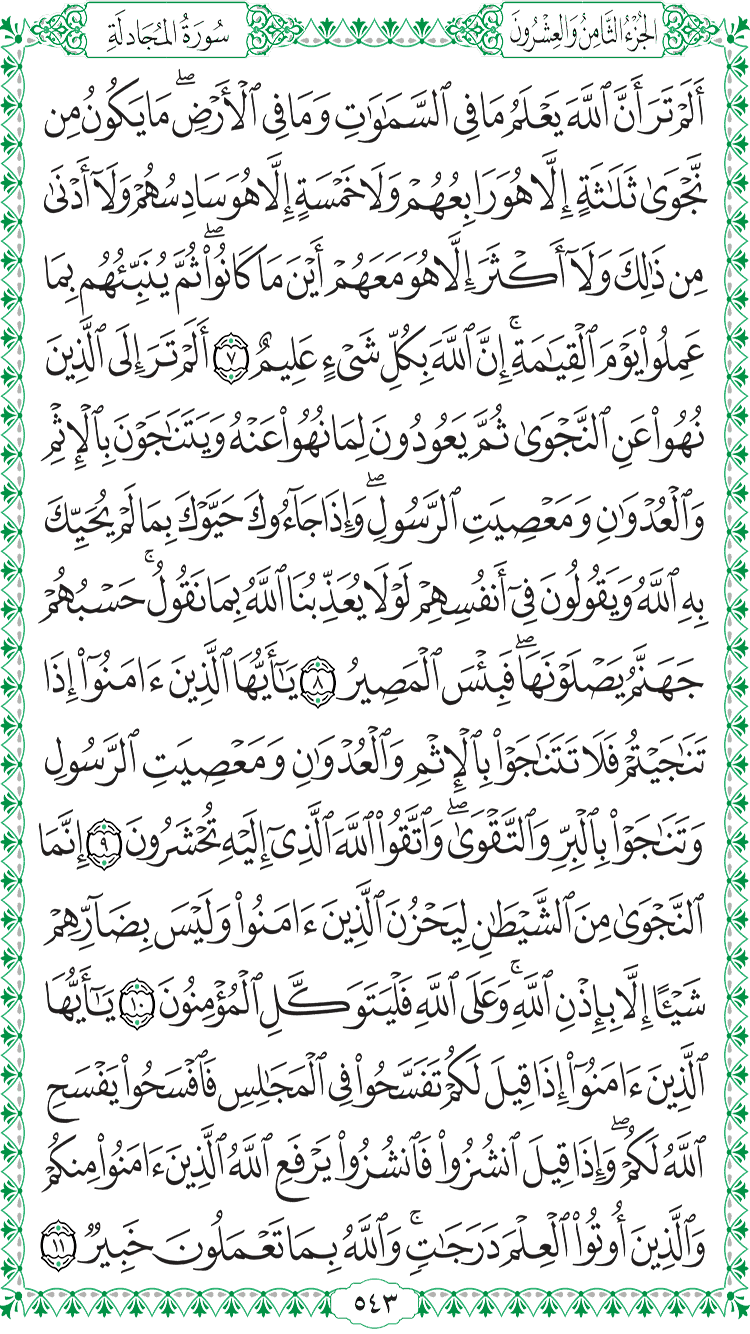 الجُزْءُ الثَّامِنُ وَالعِشْرُونَ
سُورَةُ المُجَادلَةِ
أَلَمۡ تَرَ أَنَّ ٱللَّهَ يَعۡلَمُ مَا فِي ٱلسَّمَٰوَٰتِ وَمَا فِي ٱلۡأَرۡضِۖ مَا يَكُونُ مِن
نَّجۡوَىٰ ثَلَٰثَةٍ إِلَّا هُوَ رَابِعُهُمۡ وَلَا خَمۡسَةٍ إِلَّا هُوَ سَادِسُهُمۡ وَلَآ أَدۡنَىٰ
مِن ذَٰلِكَ وَلَآ أَكۡثَرَ إِلَّا هُوَ مَعَهُمۡ أَيۡنَ مَا كَانُواْۖ ثُمَّ يُنَبِّئُهُم بِمَا
عَمِلُواْ يَوۡمَ ٱلۡقِيَٰمَةِۚ إِنَّ ٱللَّهَ بِكُلِّ شَيۡءٍ عَلِيمٌ ٧ أَلَمۡ تَرَ إِلَى ٱلَّذِينَ
نُهُواْ عَنِ ٱلنَّجۡوَىٰ ثُمَّ يَعُودُونَ لِمَا نُهُواْ عَنۡهُ وَيَتَنَٰجَوۡنَ بِٱلۡإِثۡمِ
وَٱلۡعُدۡوَٰنِ وَمَعۡصِيَتِ ٱلرَّسُولِۖ وَإِذَا جَآءُوكَ حَيَّوۡكَ بِمَا لَمۡ يُحَيِّكَ
بِهِ ٱللَّهُ وَيَقُولُونَ فِيٓ أَنفُسِهِمۡ لَوۡلَا يُعَذِّبُنَا ٱللَّهُ بِمَا نَقُولُۚ حَسۡبُهُمۡ
جَهَنَّمُ يَصۡلَوۡنَهَاۖ فَبِئۡسَ ٱلۡمَصِيرُ ٨ يَٰٓأَيُّهَا ٱلَّذِينَ ءَامَنُوٓاْ إِذَا
تَنَٰجَيۡتُمۡ فَلَا تَتَنَٰجَوۡاْ بِٱلۡإِثۡمِ وَٱلۡعُدۡوَٰنِ وَمَعۡصِيَتِ ٱلرَّسُولِ
وَتَنَٰجَوۡاْ بِٱلۡبِرِّ وَٱلتَّقۡوَىٰۖ وَٱتَّقُواْ ٱللَّهَ ٱلَّذِيٓ إِلَيۡهِ تُحۡشَرُونَ ٩ إِنَّمَا
ٱلنَّجۡوَىٰ مِنَ ٱلشَّيۡطَٰنِ لِيَحۡزُنَ ٱلَّذِينَ ءَامَنُواْ وَلَيۡسَ بِضَآرِّهِمۡ
شَيۡـًٔا إِلَّا بِإِذۡنِ ٱللَّهِۚ وَعَلَى ٱللَّهِ فَلۡيَتَوَكَّلِ ٱلۡمُؤۡمِنُونَ ١٠ يَٰٓأَيُّهَا
ٱلَّذِينَ ءَامَنُوٓاْ إِذَا قِيلَ لَكُمۡ تَفَسَّحُواْ فِي ٱلۡمَجَٰلِسِ فَٱفۡسَحُواْ يَفۡسَحِ
ٱللَّهُ لَكُمۡۖ وَإِذَا قِيلَ ٱنشُزُواْ فَٱنشُزُواْ يَرۡفَعِ ٱللَّهُ ٱلَّذِينَ ءَامَنُواْ مِنكُمۡ
وَٱلَّذِينَ أُوتُواْ ٱلۡعِلۡمَ دَرَجَٰتٖۚ وَٱللَّهُ بِمَا تَعۡمَلُونَ خَبِيرٞ ١١
٥٤٣